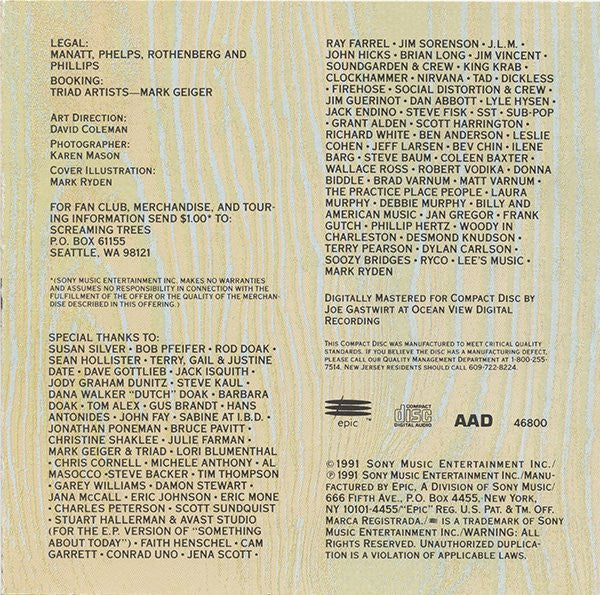 LEGAL:
MANATT, PHELPS, ROTHENBERG AND
PHILLIPS
BOOKING:
TRIAD ARTISTS—MARK GEIGER
ART DIRECTION:
DAVID COLEMAN
PHOTOGRAPHER:
KAREN MASON
COVER ILLUSTRATION:
MARK RYDEN
FOR FAN CLUB, MERCHANDISE, AND TOUR-
ING INFORMATION SEND $1.00* TO:
SCREAMING TREES
P.O. BOX 61155
SEATTLE, WA 98121
*(SONY MUSIC ENTERTAINMENT INC. MAKES NO WARRANTIES
AND ASSUMES NO RESPONSIBILITY IN CONNECTION WITH THE
FULFILLMENT OF THE OFFER OR THE QUALITY OF THE MERCHAN-
DISE DESCRIBED IN THIS OFFERING.)
SPECIAL THANKS TO:
SUSAN SILVER • BOB PFEIFER • ROD DOAK •
SEAN HOLLISTER • TERRY, GAIL & JUSTINE
DATE • DAVE GOTTLIEB • JACK ISQUITH •
JODY GRAHAM DUNITZ • STEVE KAUL •
DANA WALKER "DUTCH" DOAK • BARBARA
DOAK • TOM ALEX • GUS BRANDT • HANS
ANTONIDES • JOHN FAY • SABINE AT I.B.D. •
JONATHAN PONEMAN • BRUCE PAVITT •
CHRISTINE SHAKLEE • JULIE FARMAN •
MARK GEIGER & TRIAD • LORI BLUMENTHAL
• CHRIS CORNELL • MICHELE ANTHONY • AL
MASOCCO • STEVE BACKER • TIM THOMPSON
• GAREY WILLIAMS • DAMON STEWART •
JANA MCCALL • ERIC JOHNSON • ERIC MONE
• CHARLES PETERSON • SCOTT SUNDQUIST
• STUART HALLERMAN & AVAST STUDIO
(FOR THE E.P. VERSION OF "SOMETHING
ABOUT TODAY") • FAITH HENSCHEL • CAM
GARRETT • CONRAD UNO • JENA SCOTT •
RAY FARREL • JIM SORENSON • J.L.M. •
JOHN HICKS • BRIAN LONG • JIM VINCENT •
SOUNDGARDEN & CREW • KING KRAB •
CLOCKHAMMER • NIRVANA • TAD • DICKLESS
• FIREHOSE • SOCIAL DISTORTION & CREW •
JIM GUERINOT • DAN ABBOTT • LYLE HYSEN •
JACK ENDINO • STEVE FISK • SST • SUB-POP
• GRANT ALDEN • SCOTT HARRINGTON •
RICHARD WHITE • BEN ANDERSON • LESLIE
COHEN • JEFF LARSEN • BEV CHIN • ILENE
BARG • STEVE BAUM • COLEEN BAXTER •
WALLACE ROSS • ROBERT VODIKA • DONNA
BIDDLE • BRAD VARNUM • MATT VARNUM •
THE PRACTICE PLACE PEOPLE • LAURA
MURPHY • DEBBIE MURPHY • BILLY AND
AMERICAN MUSIC • JAN GREGOR • FRANK
GUTCH • PHILLIP HERTZ • WOODY IN
CHARLESTON • DESMOND KNUDSON •
TERRY PEARSON • DYLAN CARLSON •
SOOZY BRIDGES • RYCO • LEE'S MUSIC •
MARK RYDEN
DIGITALLY MASTERED FOR COMPACT DISC BY
JOE GASTWIRT AT OCEAN VIEW DIGITAL
RECORDING
THIS COMPACT DISC WAS MANUFACTURED TO MEET CRITICAL QUALITY
STANDARDS. IF YOU BELIEVE THE DISC HAS A MANUFACTURING DEFECT,
PLEASE CALL OUR QUALITY MANAGEMENT DEPARTMENT AT 1-800-255-
7514. NEW JERSEY RESIDENTS SHOULD CALL 609-722-8224.
epic COMPACT disc DIGITAL AUDIO AAD 46800
© 1991 SONY MUSIC ENTERTAINMENT INC./
℗ 1991 SONY MUSIC ENTERTAINMENT INC./MANU-
FACTURED BY EPIC, A DIVISION OF SONY MUSIC/
666 FIFTH AVE., P.O. BOX 4455, NEW YORK,
NY 10101-4455/"EPIC" REG. U.S. PAT. & TM. OFF.
MARCA REGISTRADA./ IS A TRADEMARK OF SONY
MUSIC ENTERTAINMENT INC./WARNING: ALL
RIGHTS RESERVED. UNAUTHORIZED DUPLICA-
TION IS A VIOLATION OF APPLICABLE LAWS.